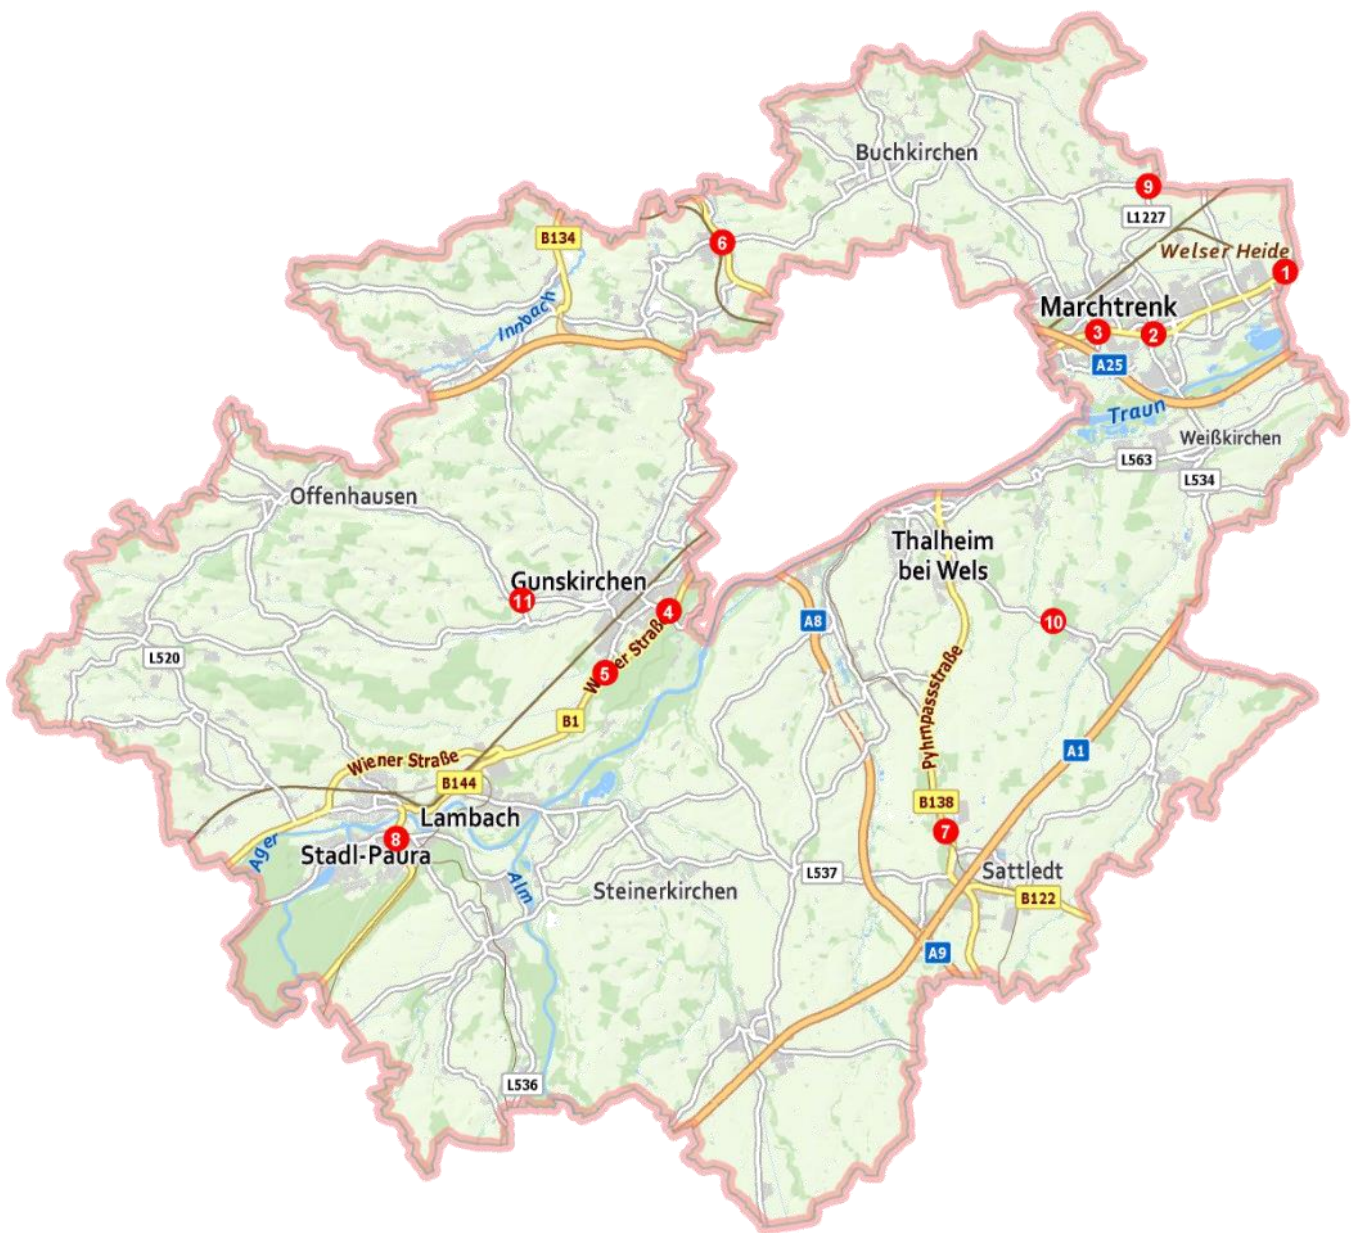 Buchkirchen
9
L1227
B134
6
Welser Heide
1
Innbach
Marchtrenk
3
2
A25
Traun
Weißkirchen
L563
L534
Offenhausen
Thalheim
bei Wels
Gunskirchen
11
4
A8
10
Wiener Straße
L520
5
Pyhrnpassstraße
B1
A1
Wiener Straße
B144
B138
Lambach
7
8
Ager
Stadl-Paura
Alm
Steinerkirchen
L537
Sattledt
B122
A9
L536